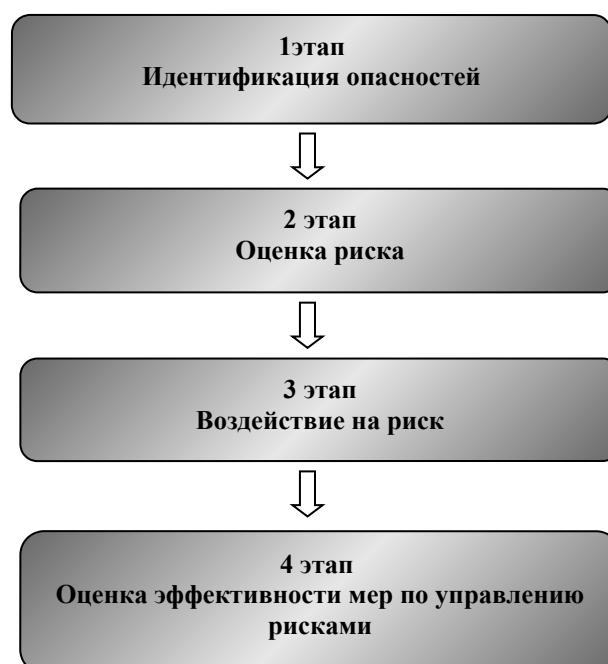 1этап
Идентификация опасностей
2 этап
Оценка риска
3 этап
Воздействие на риск
4 этап
Оценка эффективности мер по управлению
рисками